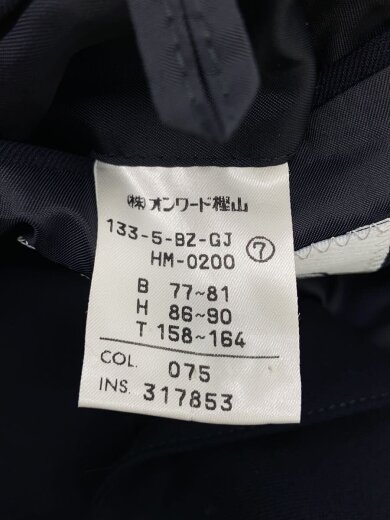 (株)オンワード樫山
133-5-BZ-GJ ⑦
HM-0200
B 77~81
H 86~90
T 158~164
COL. 075
INS. 317853